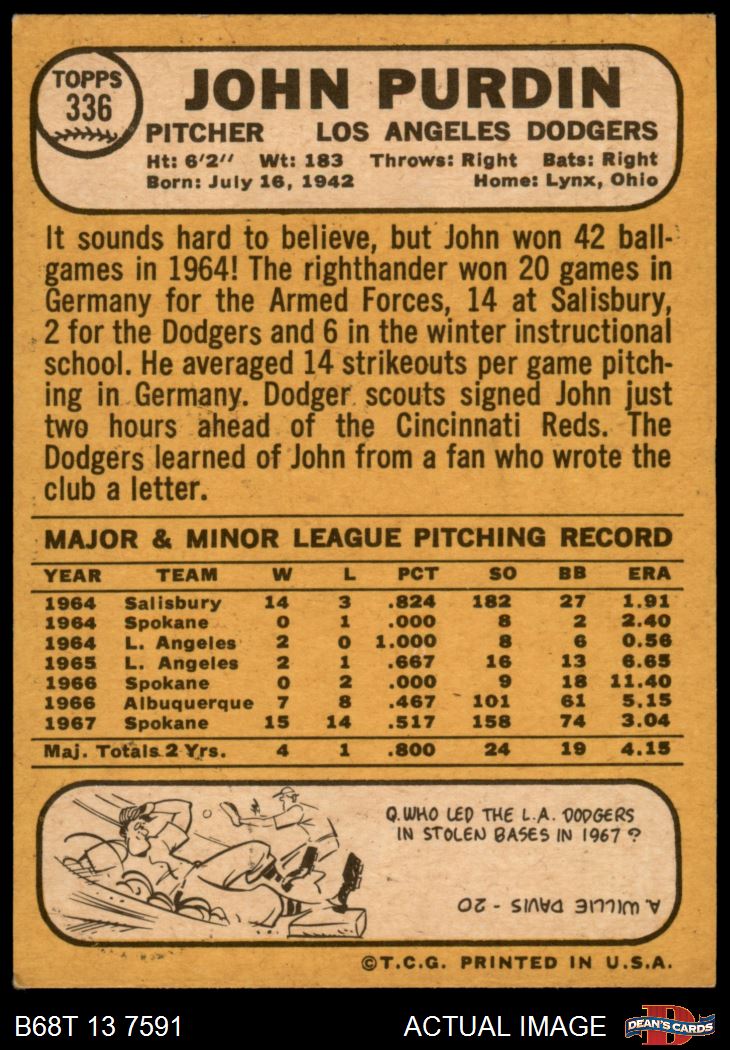 TOPPS
336
JOHN PURDIN
PITCHER LOS ANGELES DODGERS
Ht: 6'2'' Wt: 183 Throws: Right Bats: Right
Born: July 16, 1942 Home: Lynx, Ohio
It sounds hard to believe, but John won 42 ball-
games in 1964! The righthander won 20 games in
Germany for the Armed Forces, 14 at Salisbury,
2 for the Dodgers and 6 in the winter instructional
school. He averaged 14 strikeouts per game pitch-
ing in Germany. Dodger scouts signed John just
two hours ahead of the Cincinnati Reds. The
Dodgers learned of John from a fan who wrote the
club a letter.
MAJOR & MINOR LEAGUE PITCHING RECORD
YEAR TEAM W L PCT SO BB ERA
1964 Salisbury 14 3 .824 182 27 1.91
1964 Spokane 0 1 .000 8 2 2.40
1964 L. Angeles 2 0 1.000 8 6 0.56
1965 L. Angeles 2 1 .667 16 13 6.65
1966 Spokane 0 2 .000 9 18 11.40
1966 Albuquerque 7 8 .467 101 61 5.15
1967 Spokane 15 14 .517 158 74 3.04
Maj. Totals 2 Yrs. 4 1 .800 24 19 4.15
Q. WHO LED THE L.A. DODGERS
IN STOLEN BASES IN 1967 ?
A. WILLIE DAVIS - 20
©T.C.G. PRINTED IN U.S.A.
B68T 13 7591 ACTUAL IMAGE
D
DEAN'S CARDS